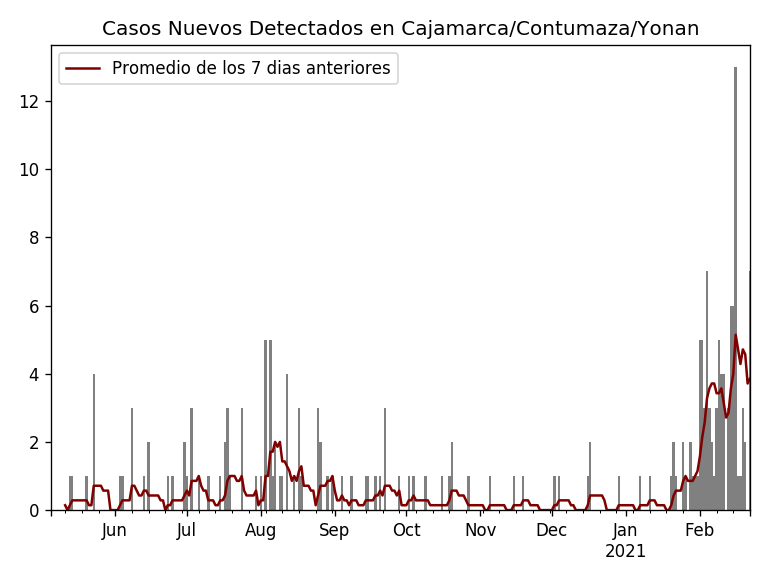 Casos Nuevos Detectados en Cajamarca/Contumaza/Yonan
Promedio de los 7 dias anteriores
12
10
8
6
4
2
0
Jun Jul Aug Sep Oct Nov Dec Jan Feb
2021